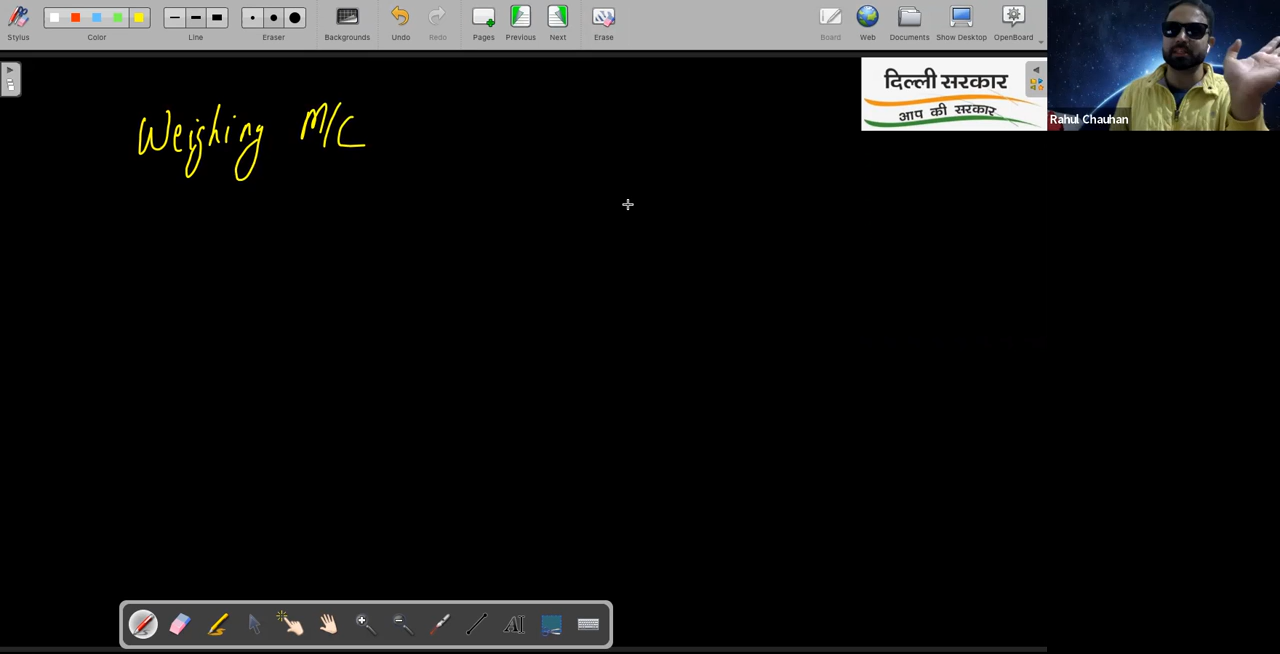 Stylus Color Line Eraser Backgrounds Undo Redo Pages Previous Next Erase Board Web Documents Show Desktop OpenBoard
दिल्ली सरकार
आप की सरकार
Rahul Chauhan
Weighing M/C
AI